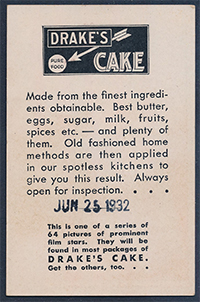 DRAKE'S
PURE
FOOD
CAKE
Made from the finest ingredi-
ents obtainable. Best butter,
eggs, sugar, milk, fruits,
spices etc. — and plenty of
them. Old fashioned home
methods are then applied
in our spotless kitchens to
give you this result. Always
open for inspection. . . .
JUN 25 1932
This is one of a series of
64 pictures of prominent
film stars. They will be
found in most packages of
DRAKE'S CAKE.
Get the others, too. . . .